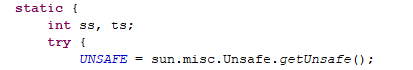 static {
int ss, ts;
try {
UNSAFE = sun.misc.Unsafe.getUnsafe();